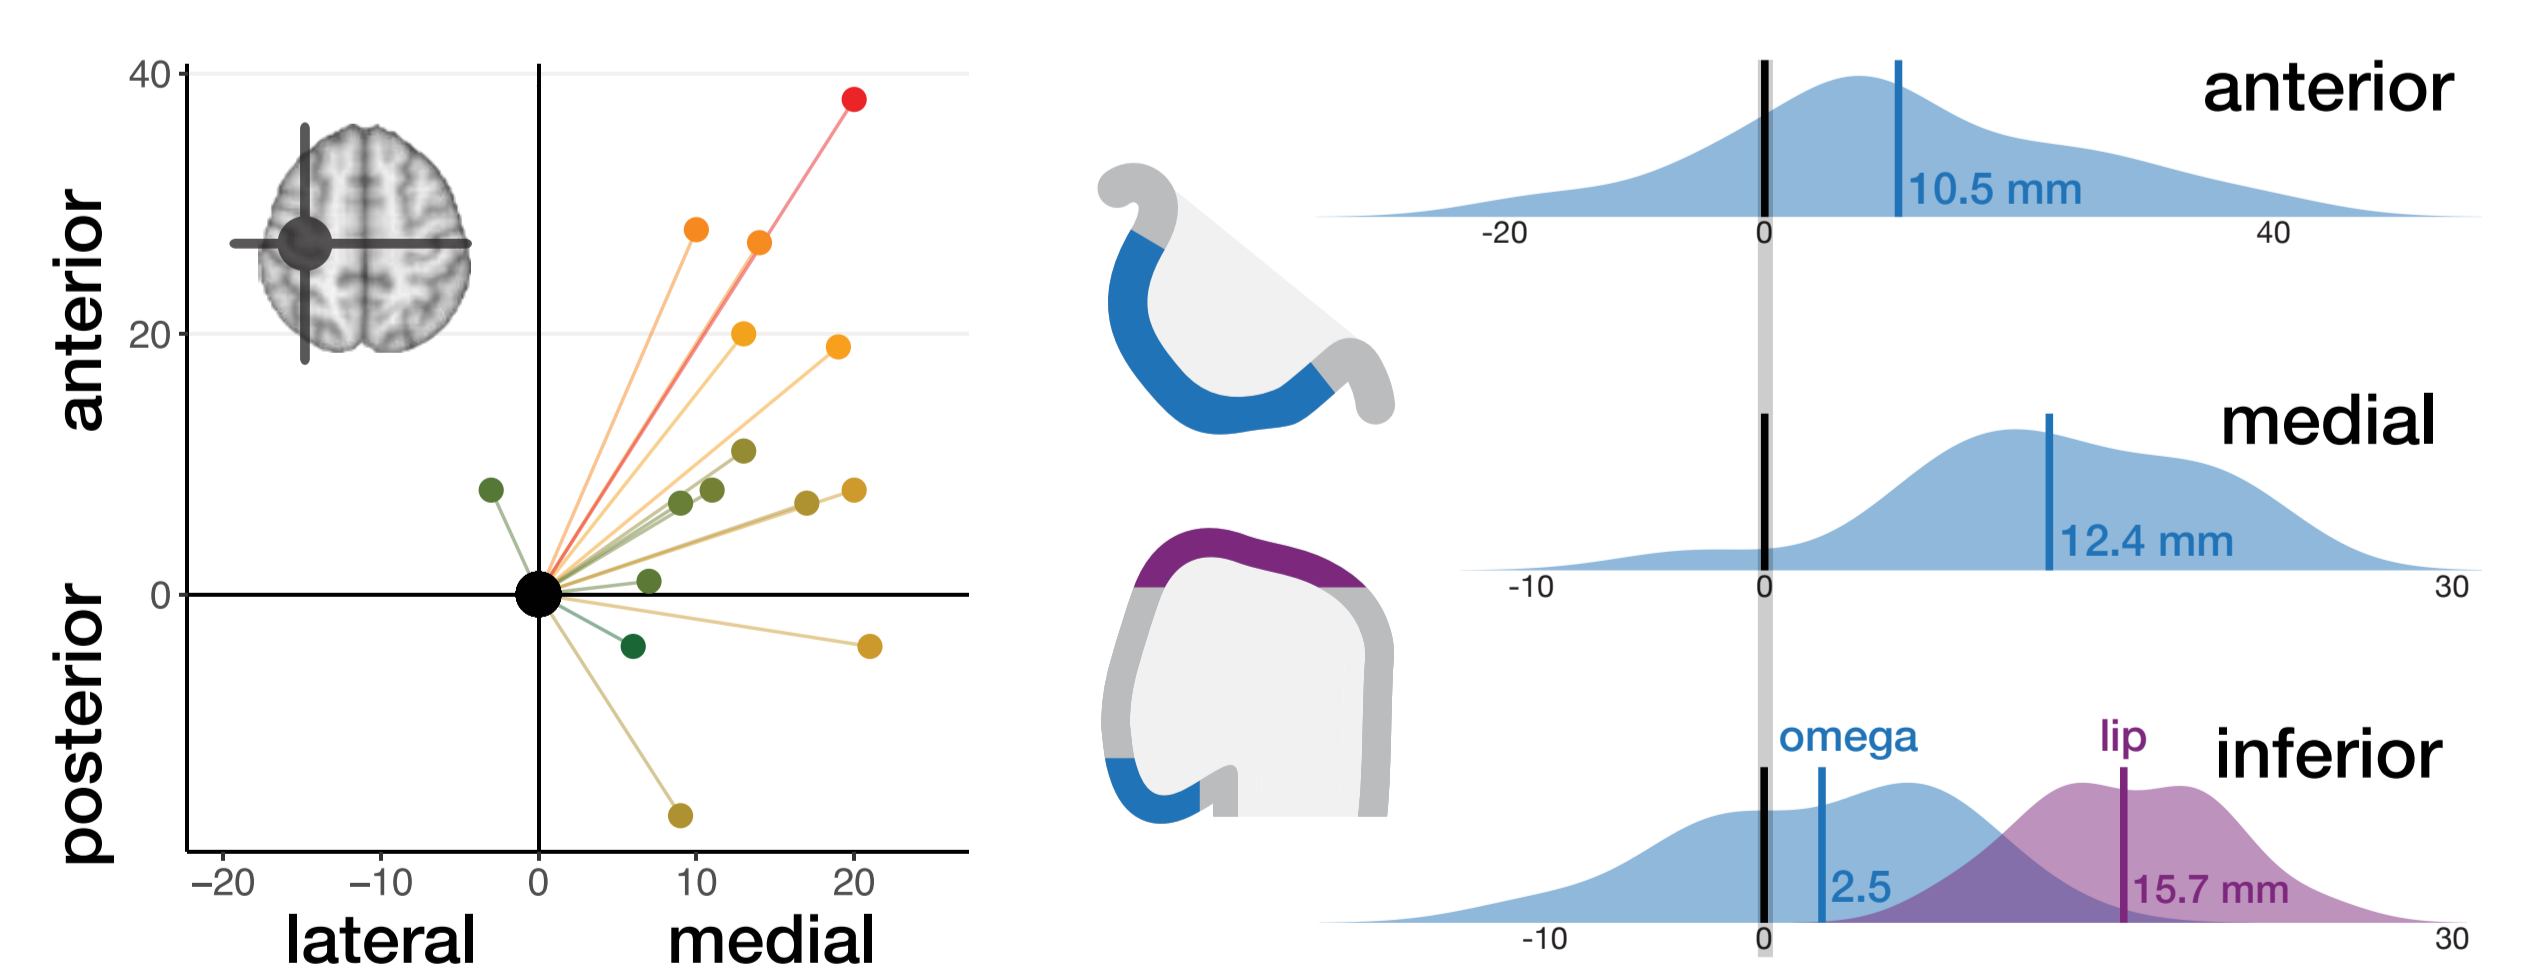 40
20
0
anterior
posterior
−20
−10
0
10
20
lateral
medial
anterior
10.5 mm
-20
0
40
medial
12.4 mm
-10
0
30
omega
lip
inferior
2.5
15.7 mm
-10
0
30